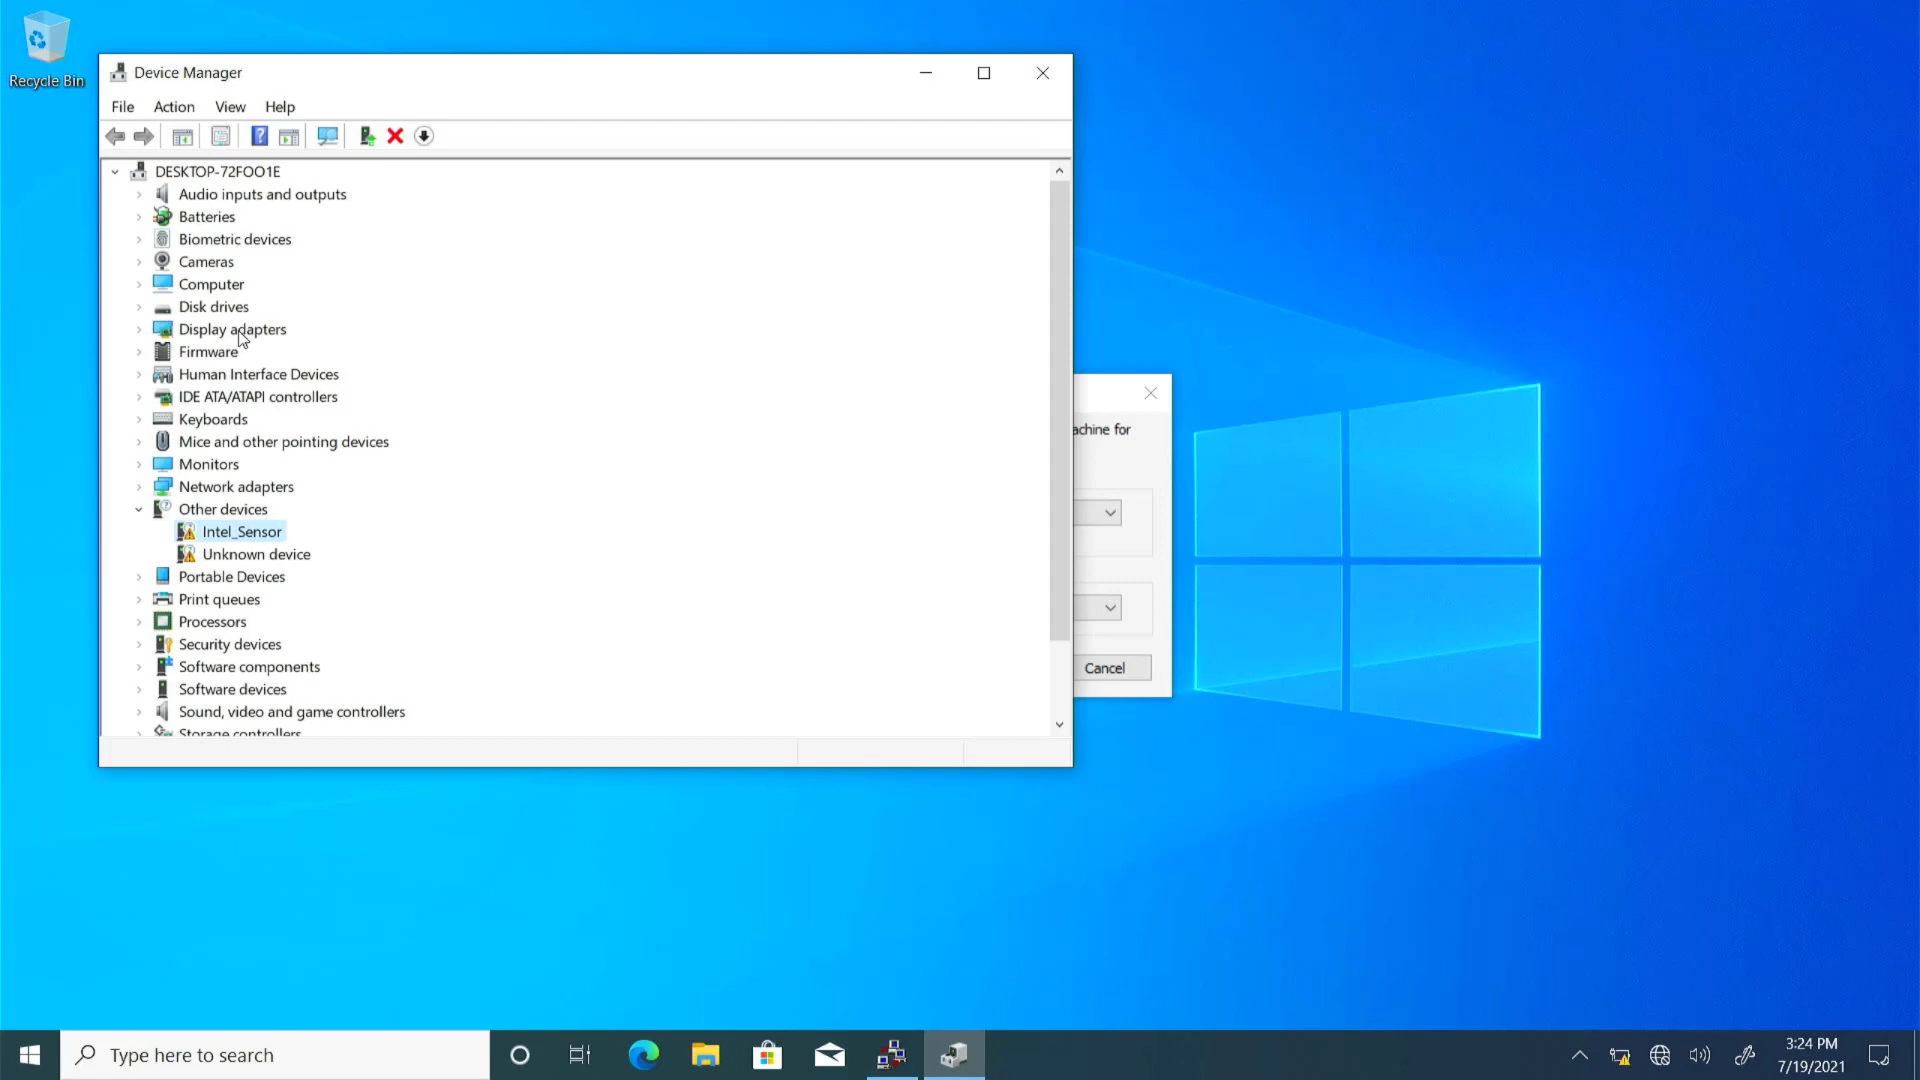 Recycle Bin
Device Manager
File Action View Help
DESKTOP-72FOO1E
Audio inputs and outputs
Batteries
Biometric devices
Cameras
Computer
Disk drives
Display adapters
Firmware
Human Interface Devices
IDE ATA/ATAPI controllers
Keyboards
Mice and other pointing devices
Monitors
Network adapters
Other devices
Intel_Sensor
Unknown device
Portable Devices
Print queues
Processors
Security devices
Software components
Software devices
Sound, video and game controllers
Storage controllers
achine for
Cancel
Type here to search
3:24 PM
7/19/2021